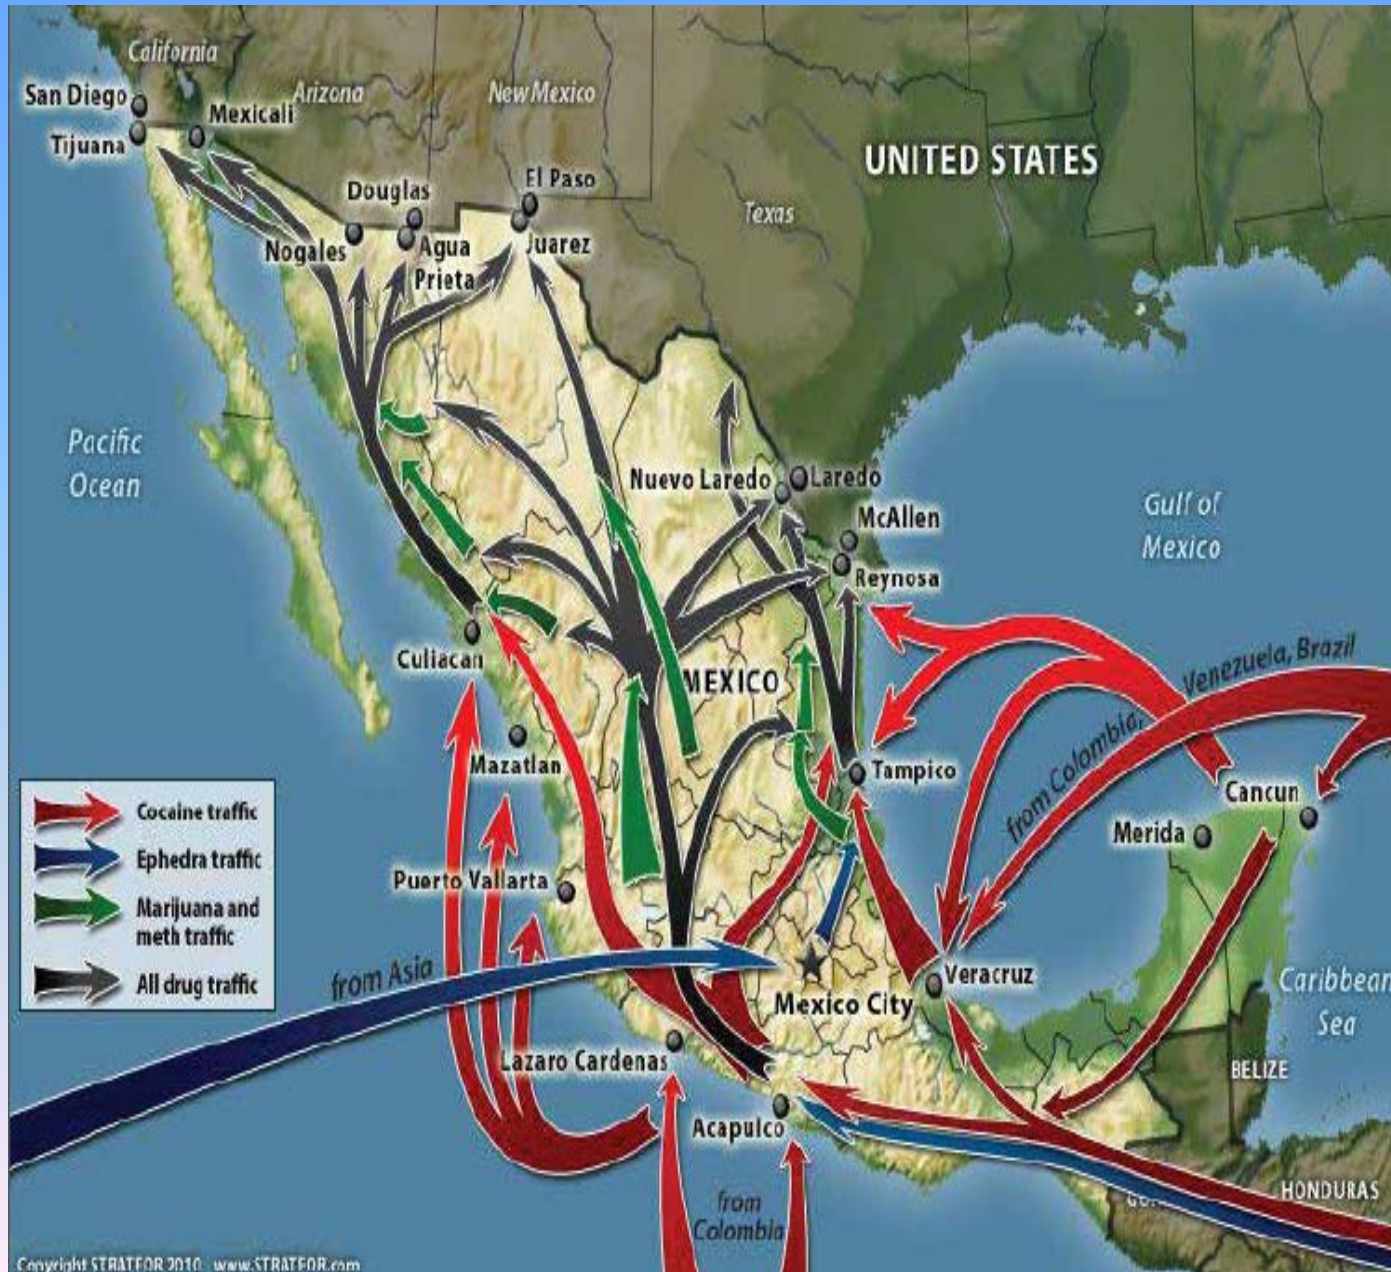 California
San Diego
Mexicali
Arizona
New Mexico
Tijuana
UNITED STATES
Douglas
El Paso
Texas
Nogales
Agua
Prieta
Juarez
Pacific
Ocean
Nuevo Laredo
Laredo
McAllen
Reynosa
Gulf of
Mexico
Culiacan
MEXICO
from Colombia, Venezuela, Brazil
Mazatlan
Tampico
Cancun
Merida
Cocaine traffic
Ephedra traffic
Marijuana and
meth traffic
All drug traffic
Puerto Vallarta
from Asia
Veracruz
Mexico City
Caribbean
Sea
Lazaro Cardenas
BELIZE
Acapulco
from
Colombia
HONDURAS
Copyright STRATFOR 2010 www.STRATFOR.com